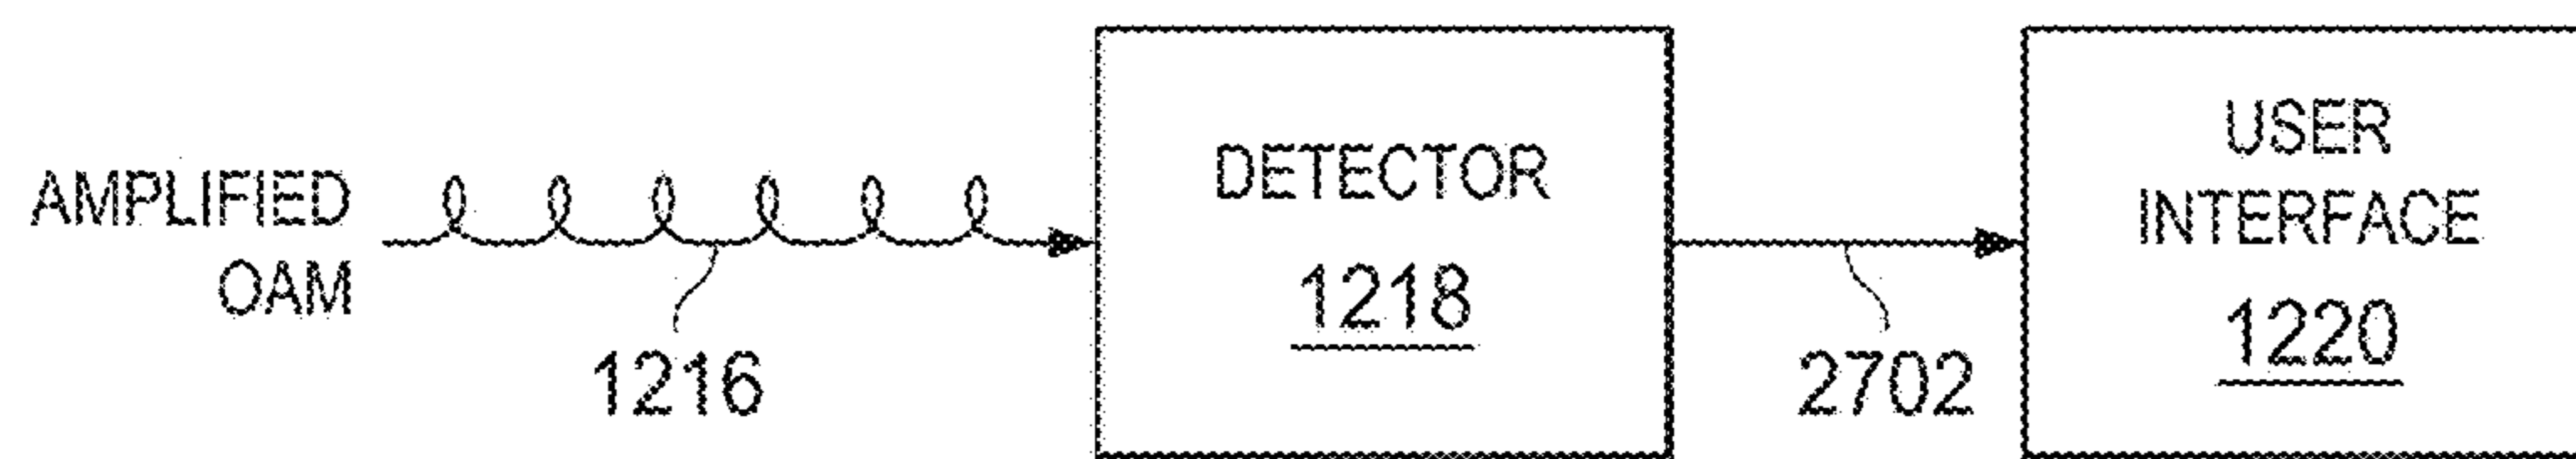 AMPLIFIED
OAM
1216
DETECTOR
1218
2702
USER
INTERFACE
1220